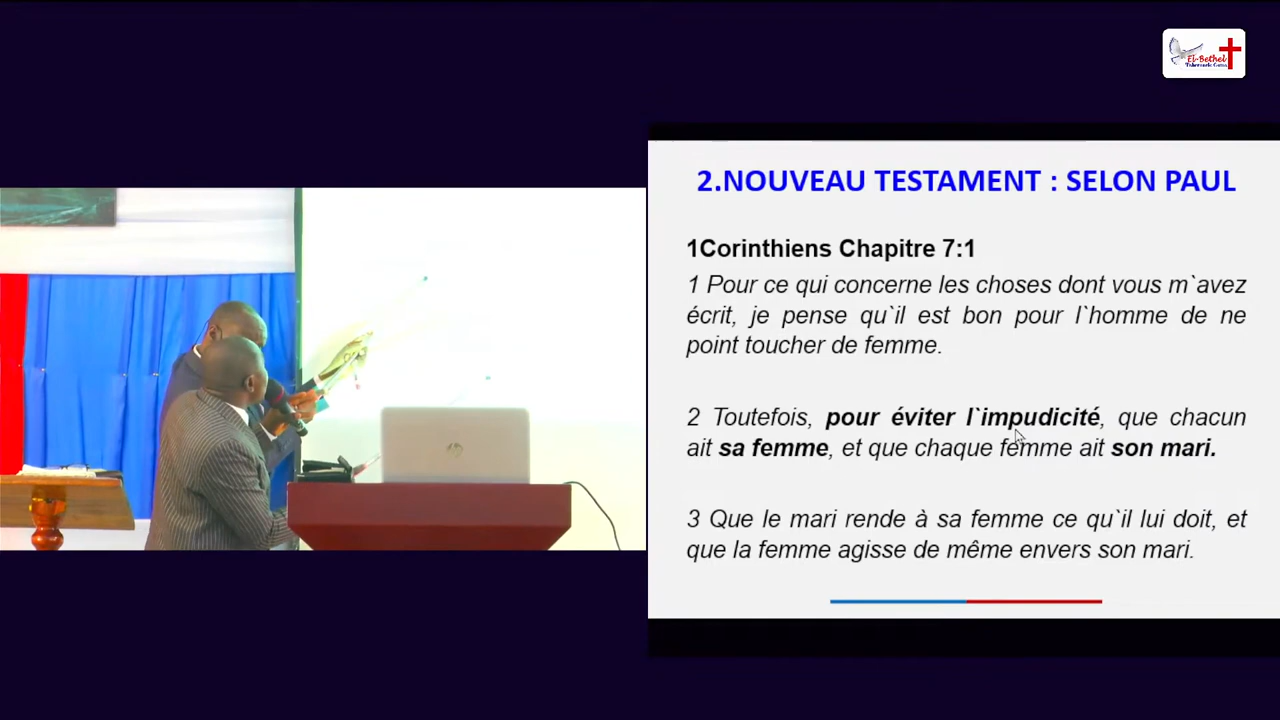 El-Bethel
2.NOUVEAU TESTAMENT : SELON PAUL
1Corinthiens Chapitre 7:1
1 Pour ce qui concerne les choses dont vous m`avez
écrit, je pense qu`il est bon pour l`homme de ne
point toucher de femme.
2 Toutefois, pour éviter l`impudicité, que chacun
ait sa femme, et que chaque femme ait son mari.
3 Que le mari rende à sa femme ce qu`il lui doit, et
que la femme agisse de même envers son mari.